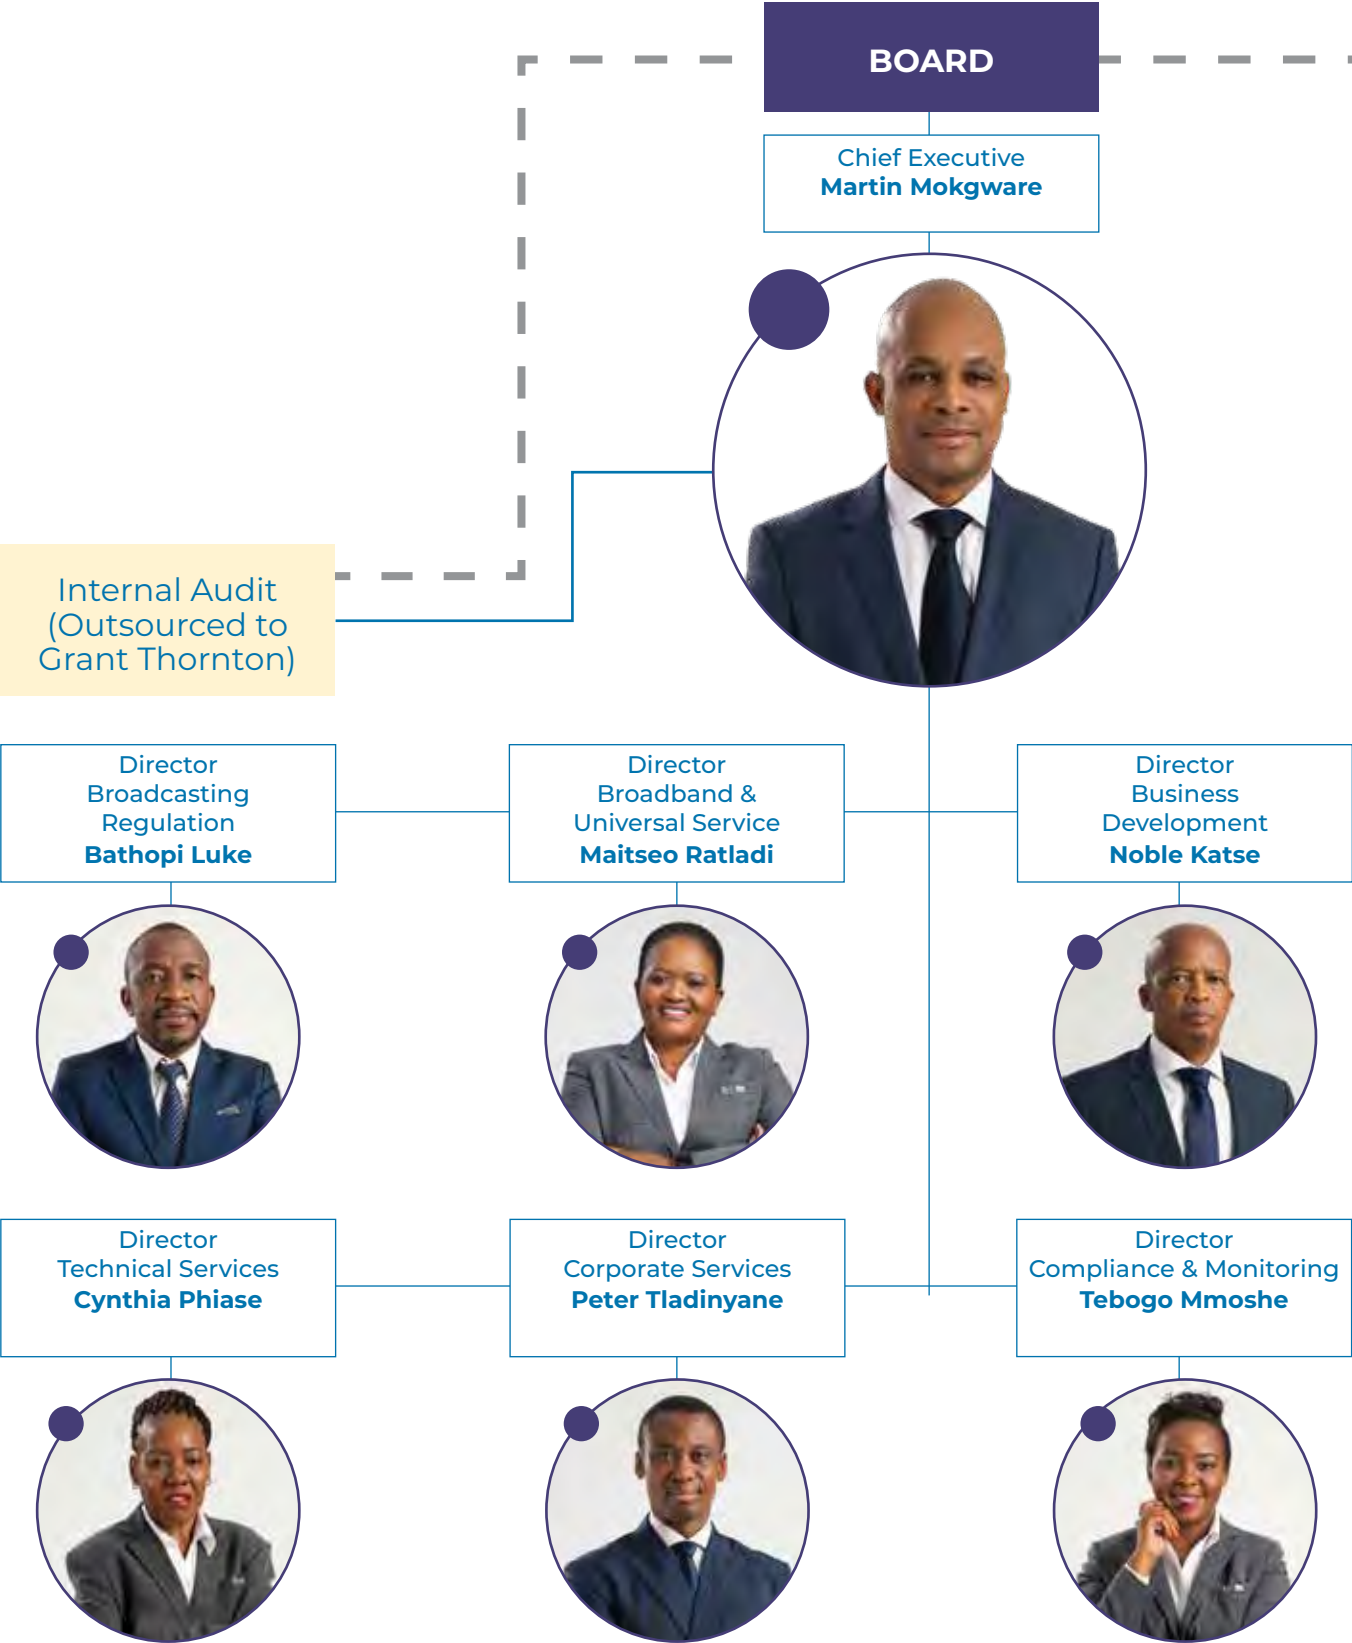 BOARD
Chief Executive
Martin Mokgware
Internal Audit
(Outsourced to
Grant Thornton)
Director
Broadcasting
Regulation
Bathopi Luke
Director
Broadband &
Universal Service
Maitseo Ratladi
Director
Business
Development
Noble Katse
Director
Technical Services
Cynthia Phiase
Director
Corporate Services
Peter Tladinyane
Director
Compliance & Monitoring
Tebogo Mmoshe